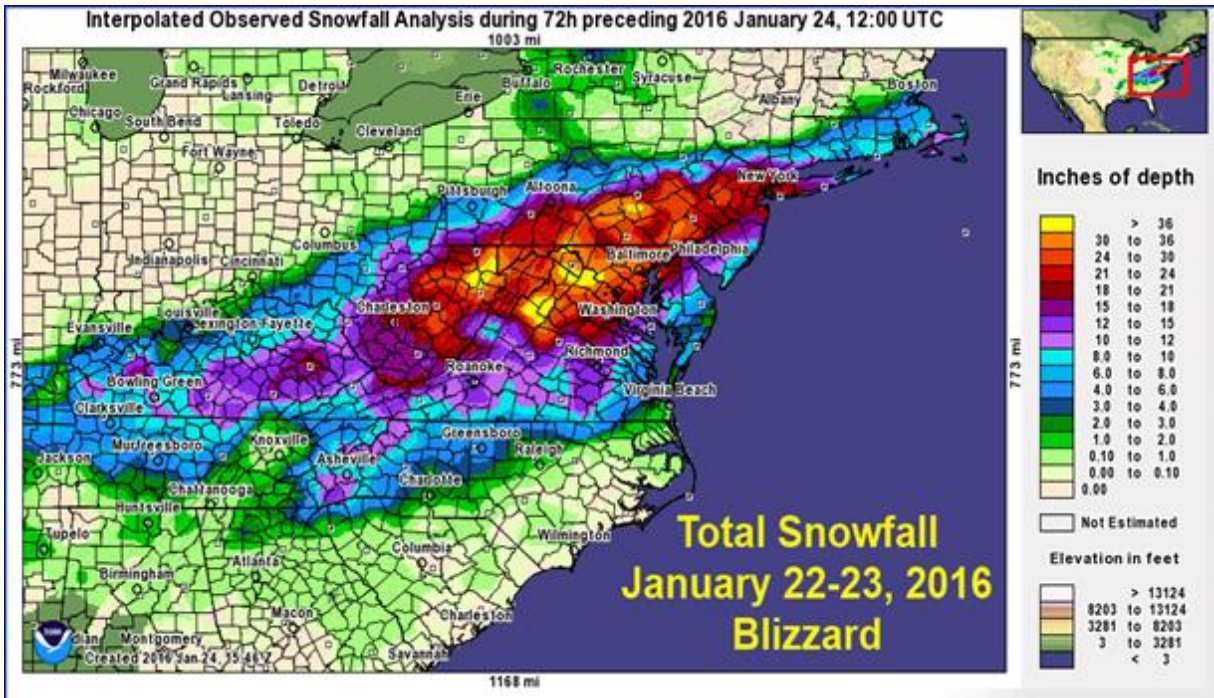 Interpolated Observed Snowfall Analysis during 72h preceding 2016 January 24, 12:00 UTC
1003 mi
Milwaukee
Rockford
Grand Rapids
Lansing
Detroit
Buffalo
Rochester
Syracuse
Albany
Boston
Chicago
South Bend
Toledo
Erie
Cleveland
Fort Wayne
Pittsburgh
Altoona
New York
Columbus
Indianapolis
Cincinnati
Baltimore
Philadelphia
Louisville
Charleston
Washington
Evansville
Lexington Fayette
Richmond
Roanoke
Bowling Green
Virginia Beach
Clarksville
Knoxville
Greensboro
Murfreesboro
Raleigh
Jackson
Asheville
Charlotte
Chattanooga
Huntsville
Tupelo
Wilmington
Columbia
Atlanta
Birmingham
Macon
Charleston
Montgomery
Savannah
773 mi
773 mi
Total Snowfall
January 22-23, 2016
Blizzard
Created 2016 Jan 24, 15:46 Z
1168 mi
Inches of depth
> 36
30 to 36
24 to 30
21 to 24
18 to 21
15 to 18
12 to 15
10 to 12
8.0 to 10
6.0 to 8.0
4.0 to 6.0
3.0 to 4.0
2.0 to 3.0
1.0 to 2.0
0.10 to 1.0
0.00 to 0.10
0.00
Not Estimated
Elevation in feet
> 13124
8203 to 13124
3281 to 8203
3 to 3281
< 3